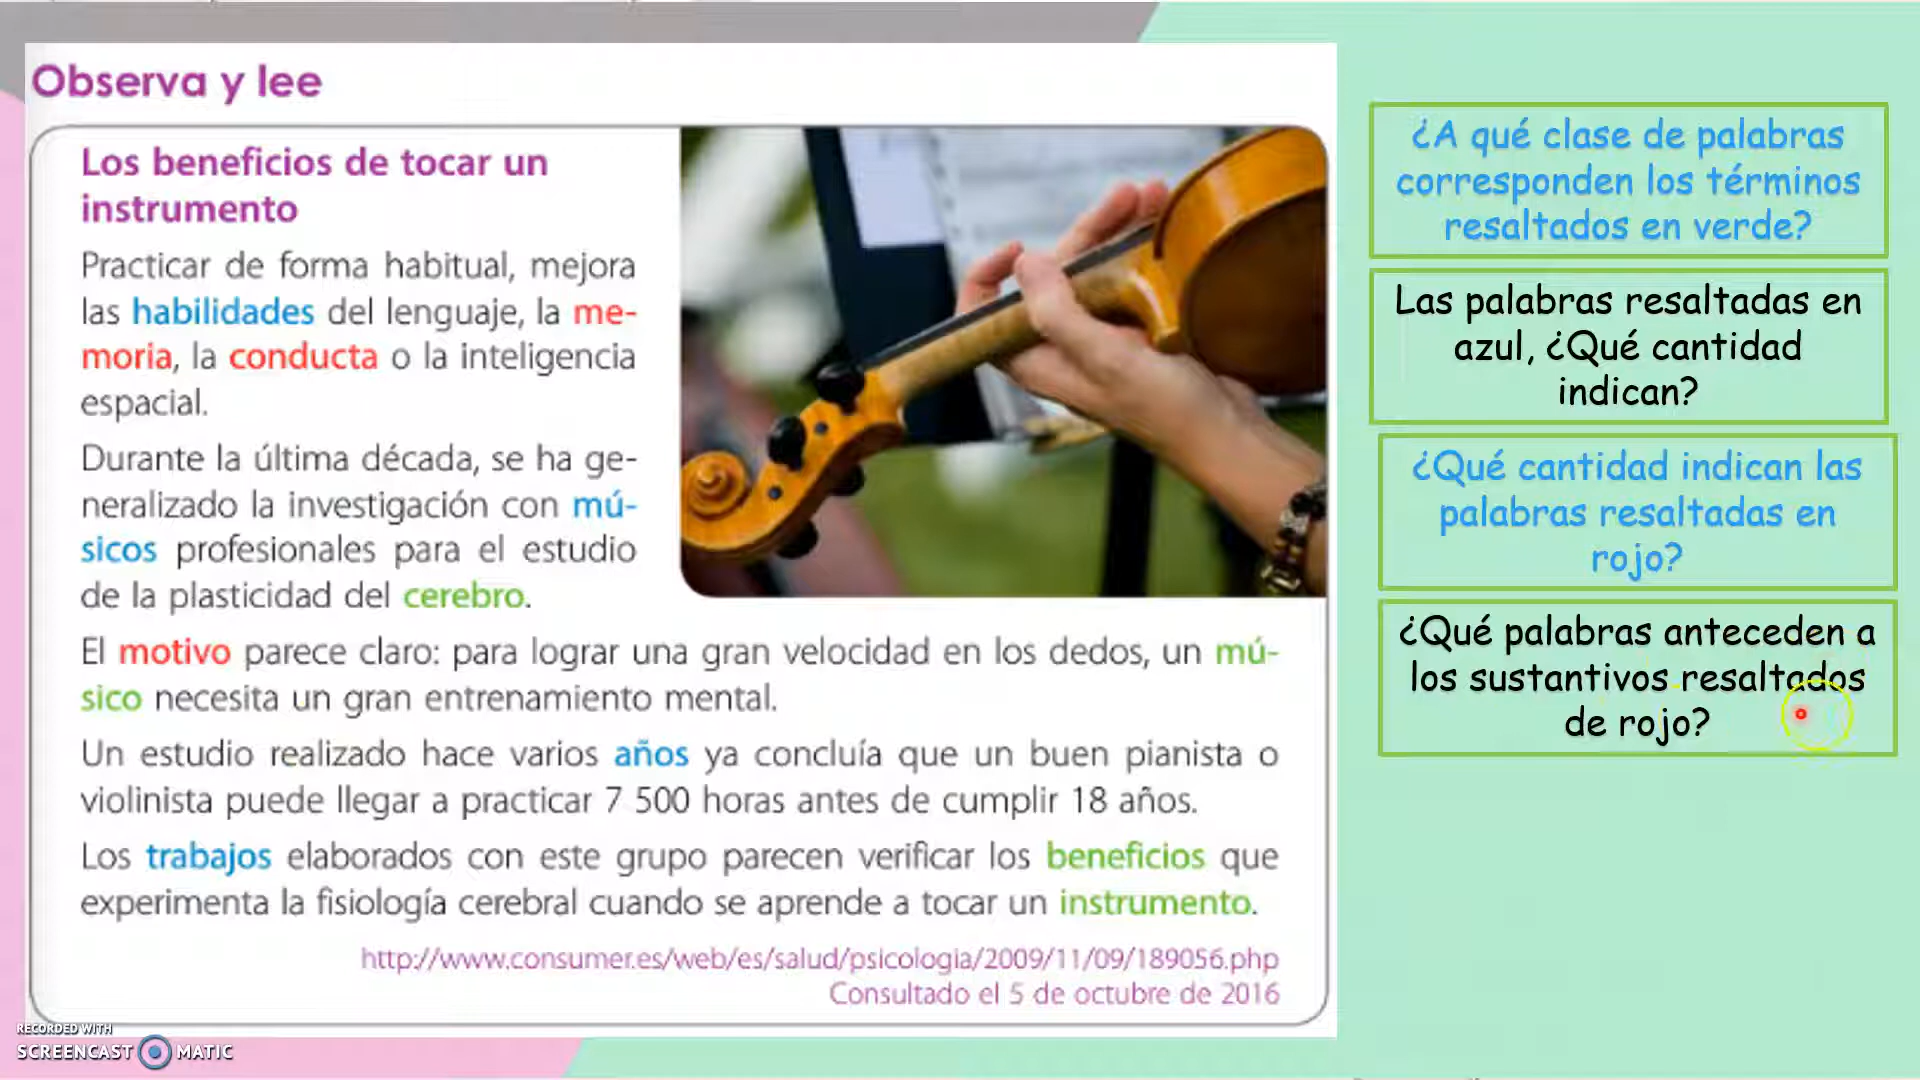 Observa y lee
Los beneficios de tocar un
instrumento
Practicar de forma habitual, mejora
las habilidades del lenguaje, la me-
moria, la conducta o la inteligencia
espacial.
Durante la última década, se ha ge-
neralizado la investigación con mú-
sicos profesionales para el estudio
de la plasticidad del cerebro.
El motivo parece claro: para lograr una gran velocidad en los dedos, un mú-
sico necesita un gran entrenamiento mental.
Un estudio realizado hace varios años ya concluía que un buen pianista o
violinista puede llegar a practicar 7 500 horas antes de cumplir 18 años.
Los trabajos elaborados con este grupo parecen verificar los beneficios que
experimenta la fisiología cerebral cuando se aprende a tocar un instrumento.
http://www.consumer.es/web/es/salud/psicologia/2009/11/09/189056.php
Consultado el 5 de octubre de 2016
¿A qué clase de palabras
corresponden los términos
resaltados en verde?
Las palabras resaltadas en
azul, ¿Qué cantidad
indican?
¿Qué cantidad indican las
palabras resaltadas en
rojo?
¿Qué palabras anteceden a
los sustantivos resaltados
de rojo?
RECORDED WITH
SCREENCAST MATIC